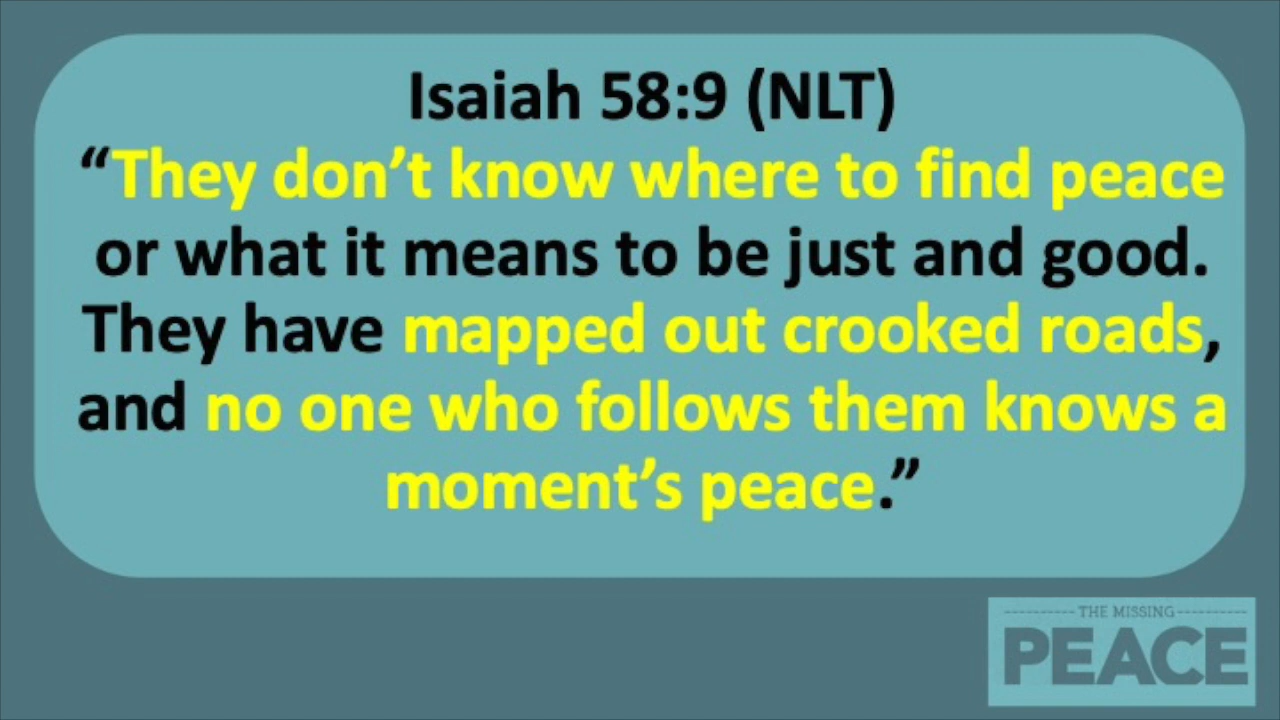 Isaiah 58:9 (NLT)
“They don’t know where to find peace
or what it means to be just and good.
They have mapped out crooked roads,
and no one who follows them knows a
moment’s peace.”
THE MISSING
PEACE